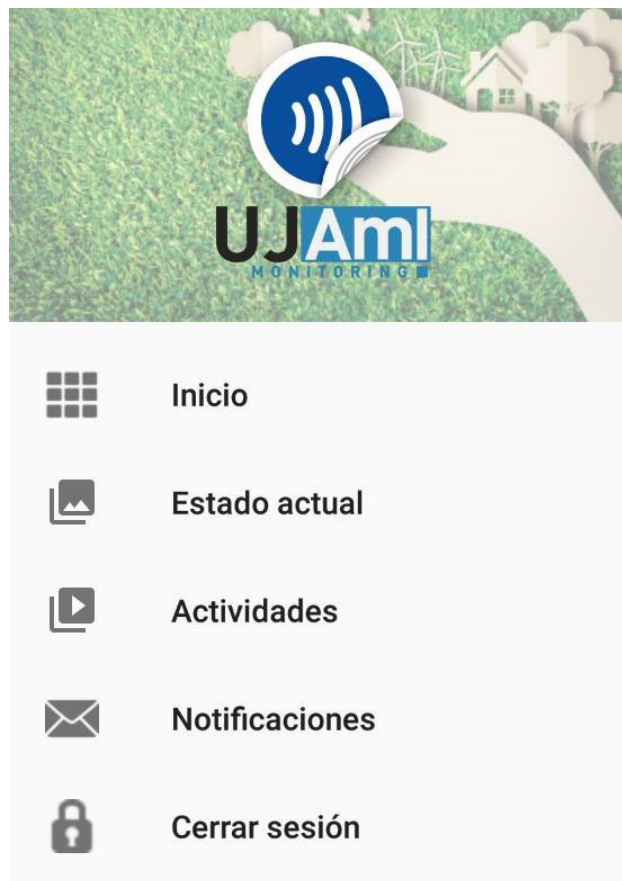 UJAmI
MONITORING
Inicio
Estado actual
Actividades
Notificaciones
Cerrar sesión